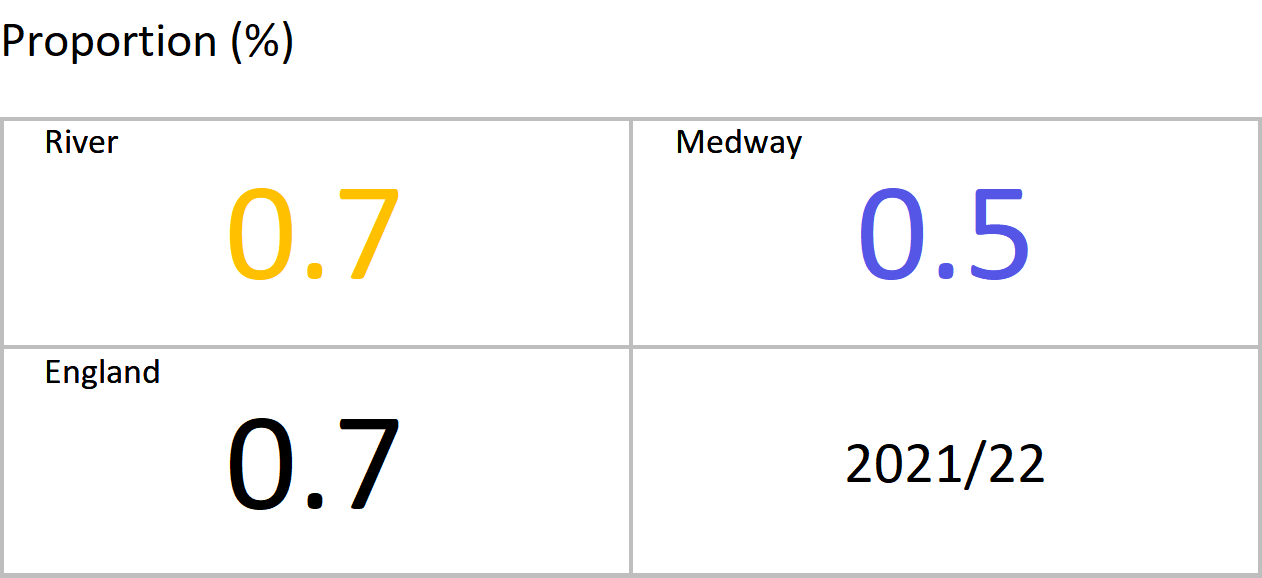 Proportion (%)
River
0.7
Medway
0.5
England
0.7
2021/22